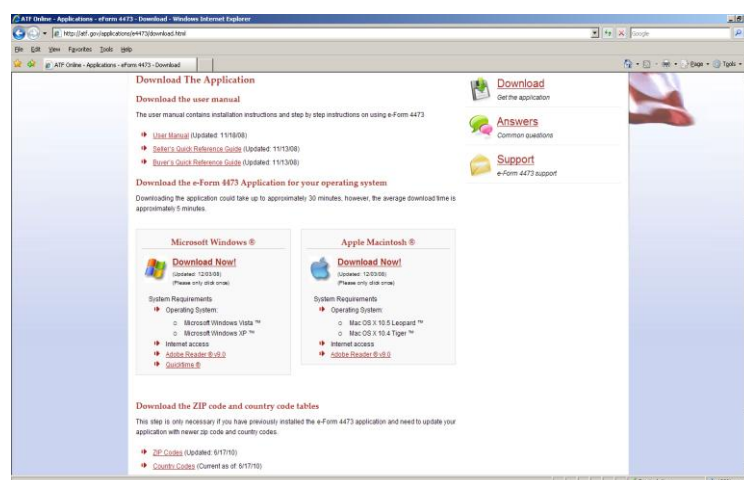 ATF Online - Applications - eForm 4473 - Download - Windows Internet Explorer
http://atf.gov/applications/e4473/download.html
Google
File Edit View Favorites Tools Help
ATF Online - Applications - eForm 4473 - Download
Page Tools
Download The Application
Download the user manual
The user manual contains installation instructions and step by step instructions on using e-Form 4473
User Manual (Updated: 11/18/08)
Seller's Quick Reference Guide (Updated: 11/13/08)
Buyer's Quick Reference Guide (Updated: 11/13/08)
Download the e-Form 4473 Application for your operating system
Downloading the application could take up to approximately 30 minutes, however, the average download time is
approximately 5 minutes.
Microsoft Windows ®
Download Now!
(Updated: 12/03/08)
(Please only click once)
System Requirements
Operating System:
Microsoft Windows Vista ™
Microsoft Windows XP ™
Internet access
Adobe Reader ® v9.0
Quicktime ®
Apple Macintosh ®
Download Now!
(Updated: 12/03/08)
(Please only click once)
System Requirements
Operating System:
Mac OS X 10.5 Leopard ™
Mac OS X 10.4 Tiger ™
Internet access
Adobe Reader ® v9.0
Download the ZIP code and country code
tables
This step is only necessary if you have previously installed the e-Form 4473 application and need to update your
application with newer zip code and country codes.
ZIP Codes (Updated: 6/17/10)
Country Codes (Current as of: 6/17/10)
Download
Get the application
Answers
Common questions
Support
e-Form 4473 support